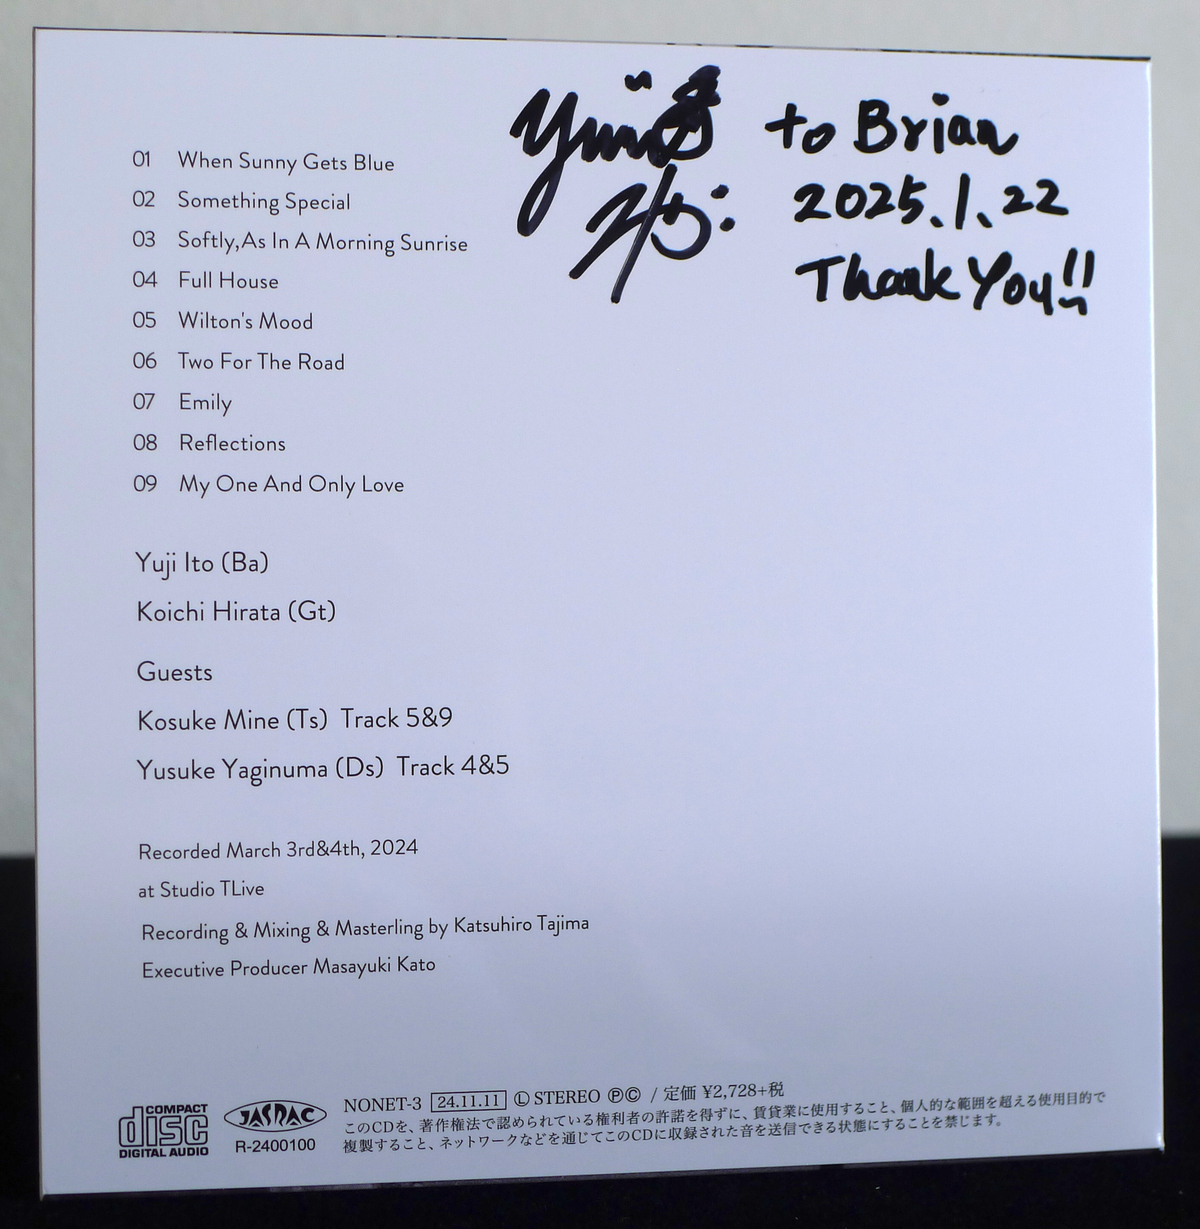 to Brian
2025.1.22
Thank You!!
01 When Sunny Gets Blue
02 Something Special
03 Softly,As In A Morning Sunrise
04 Full House
05 Wilton's Mood
06 Two For The Road
07 Emily
08 Reflections
09 My One And Only Love
Yuji Ito (Ba)
Koichi Hirata (Gt)
Guests
Kosuke Mine (Ts) Track 5&9
Yusuke Yaginuma (Ds) Track 4&5
Recorded March 3rd&4th, 2024
at Studio TLive
Recording & Mixing & Masterling by Katsuhiro Tajima
Executive Producer Masayuki Kato
COMPACT
disc
DIGITAL AUDIO
JASRAC
R-2400100
NONET-3 24.11.11 Ⓛ STEREO ⓅⒸ / 定価 ¥2,728+税
このCDを、著作権法で認められている権利者の許諾を得ずに、賃貸業に使用すること、個人的な範囲を超える使用目的で
複製すること、ネットワークなどを通じてこのCDに収録された音を送信できる状態にすることを禁じます。